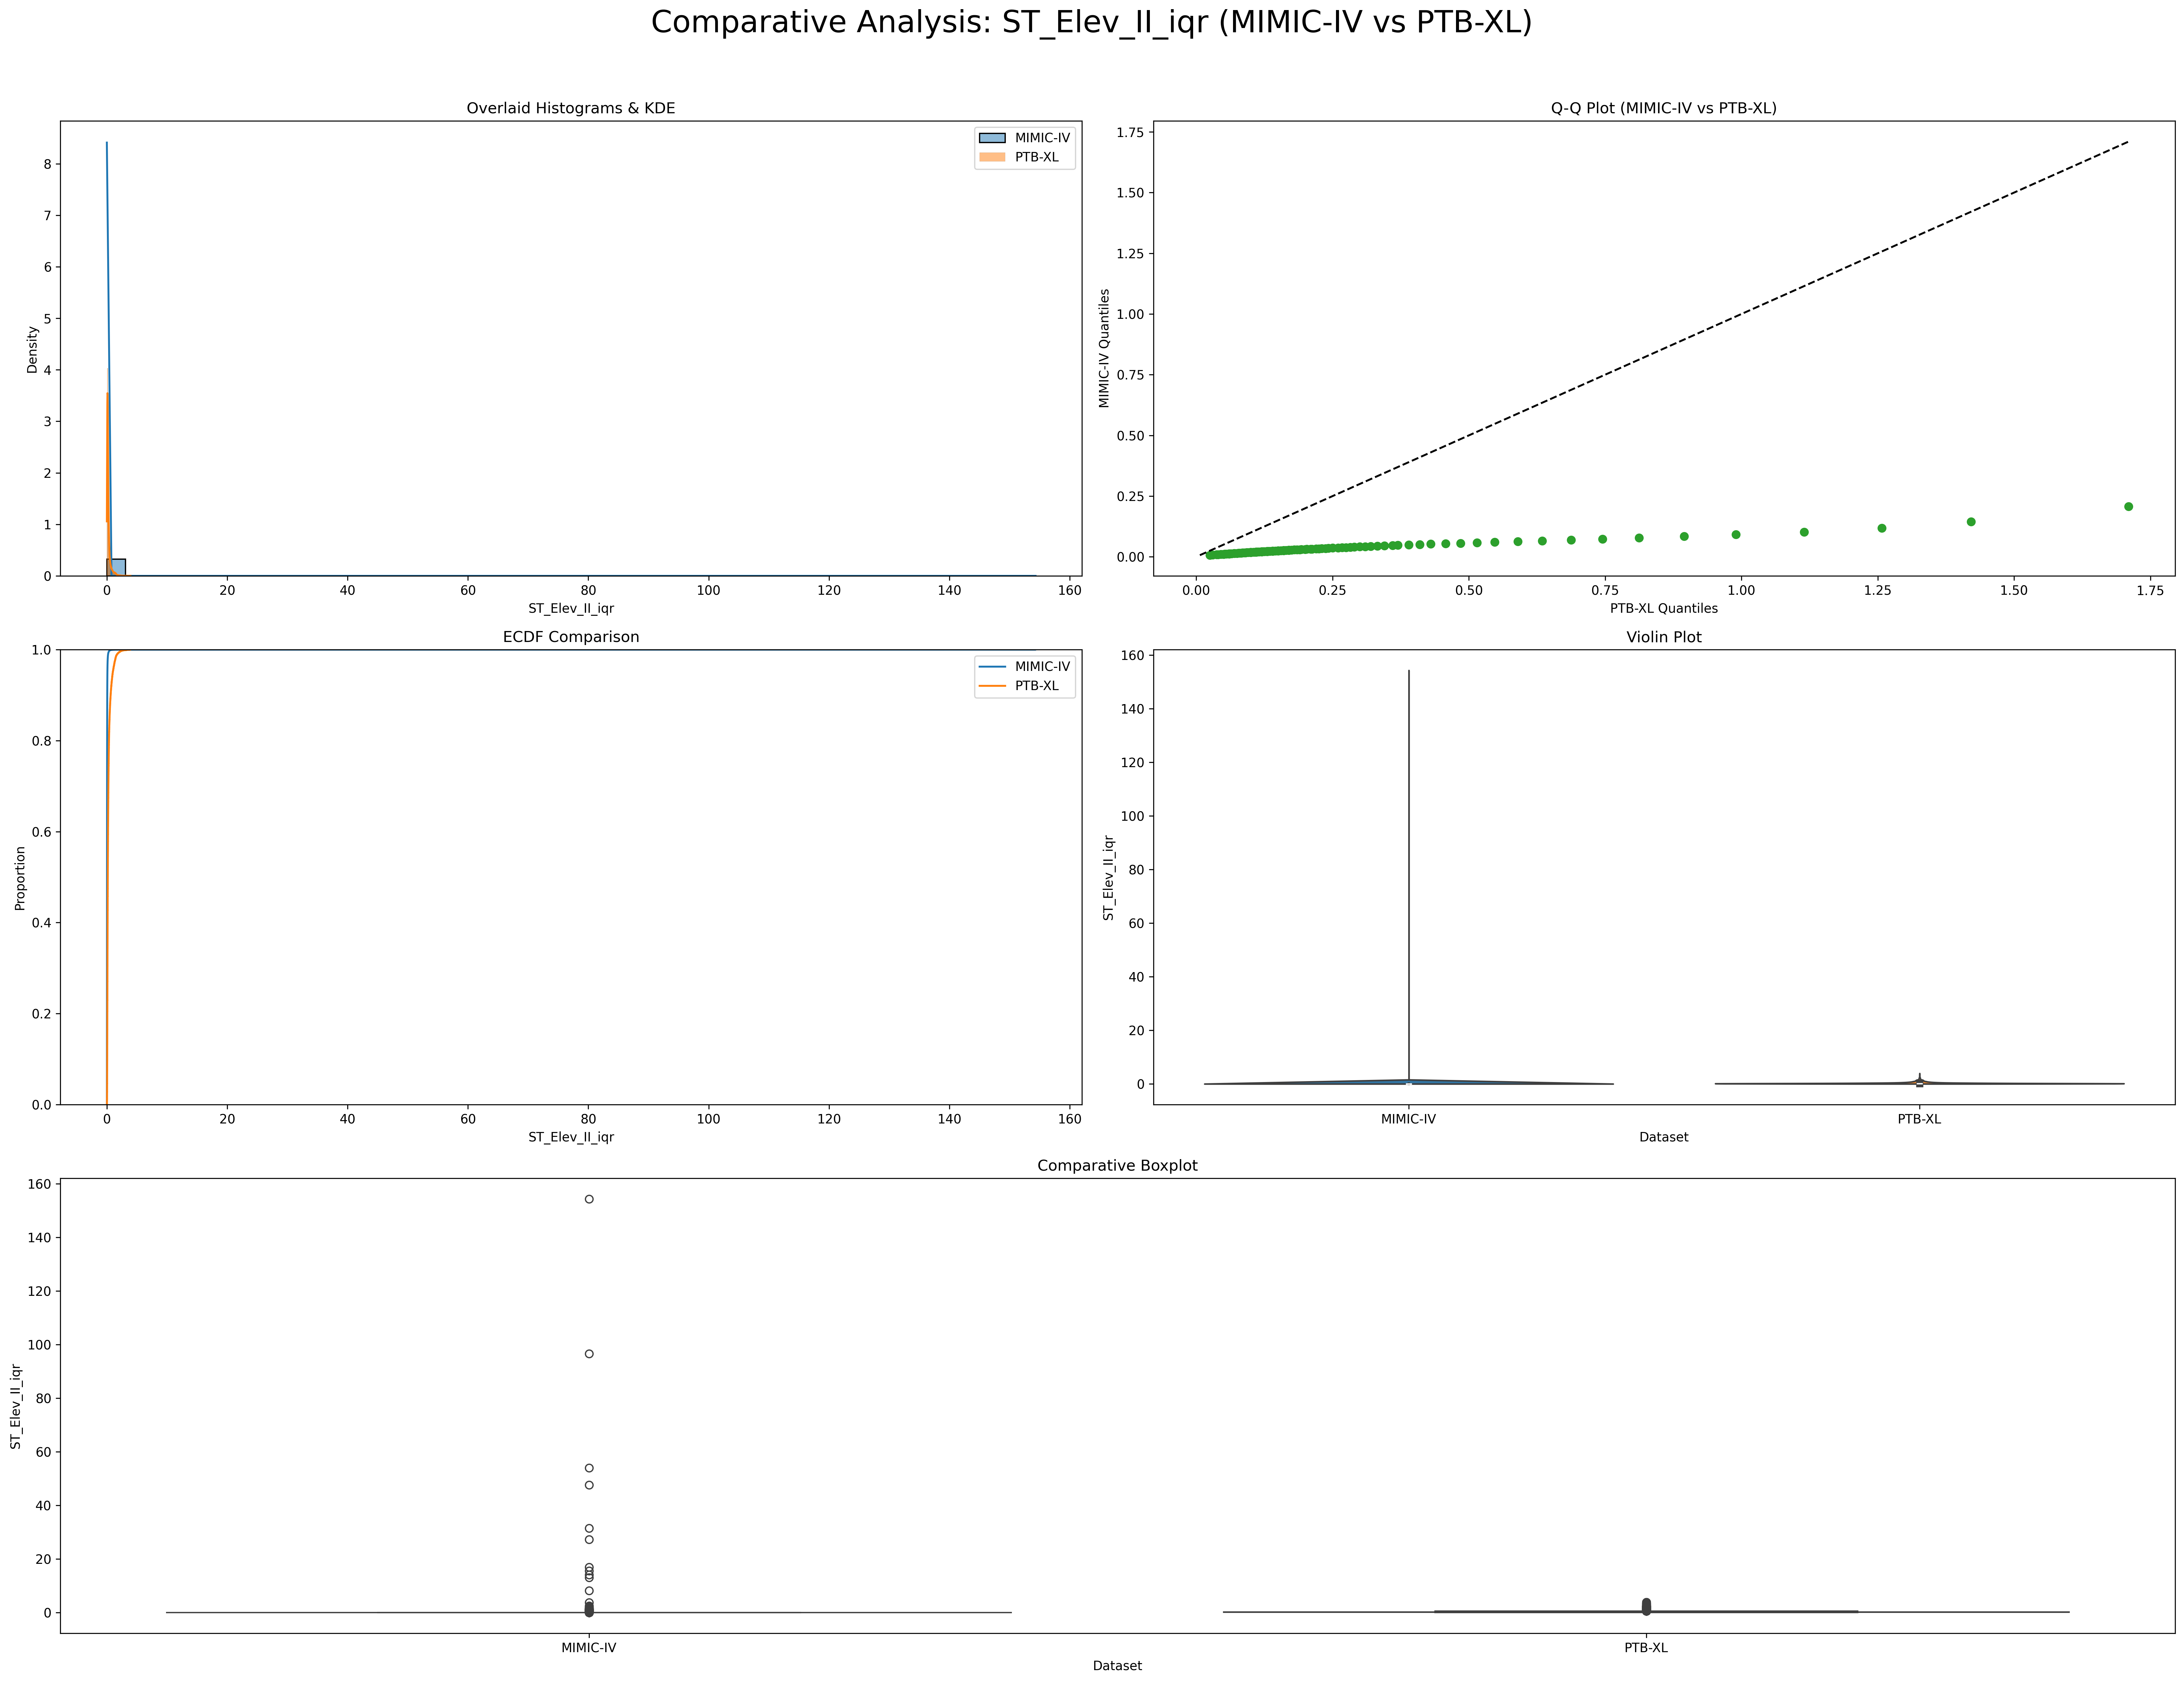 Comparative Analysis: ST_Elev_II_iqr (MIMIC-IV vs PTB-XL)
Overlaid Histograms & KDE
MIMIC-IV
PTB-XL
Density
8
7
6
5
4
3
2
1
0
0 20 40 60 80 100 120 140 160
ST_Elev_II_iqr
Q-Q Plot (MIMIC-IV vs PTB-XL)
MIMIC-IV Quantiles
1.75
1.50
1.25
1.00
0.75
0.50
0.25
0.00
0.00 0.25 0.50 0.75 1.00 1.25 1.50 1.75
PTB-XL Quantiles
ECDF Comparison
MIMIC-IV
PTB-XL
Proportion
1.0
0.8
0.6
0.4
0.2
0.0
0 20 40 60 80 100 120 140 160
ST_Elev_II_iqr
Violin Plot
ST_Elev_II_iqr
160
140
120
100
80
60
40
20
0
MIMIC-IV PTB-XL
Dataset
Comparative Boxplot
ST_Elev_II_iqr
160
140
120
100
80
60
40
20
0
MIMIC-IV PTB-XL
Dataset